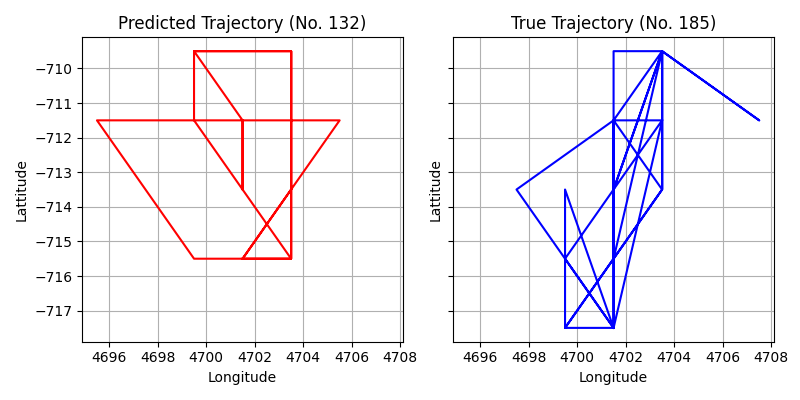 Predicted Trajectory (No. 132)
True Trajectory (No. 185)
−710
−711
−712
−713
−714
−715
−716
−717
Lattitude
Lattitude
4696 4698 4700 4702 4704 4706 4708
4696 4698 4700 4702 4704 4706 4708
Longitude
Longitude